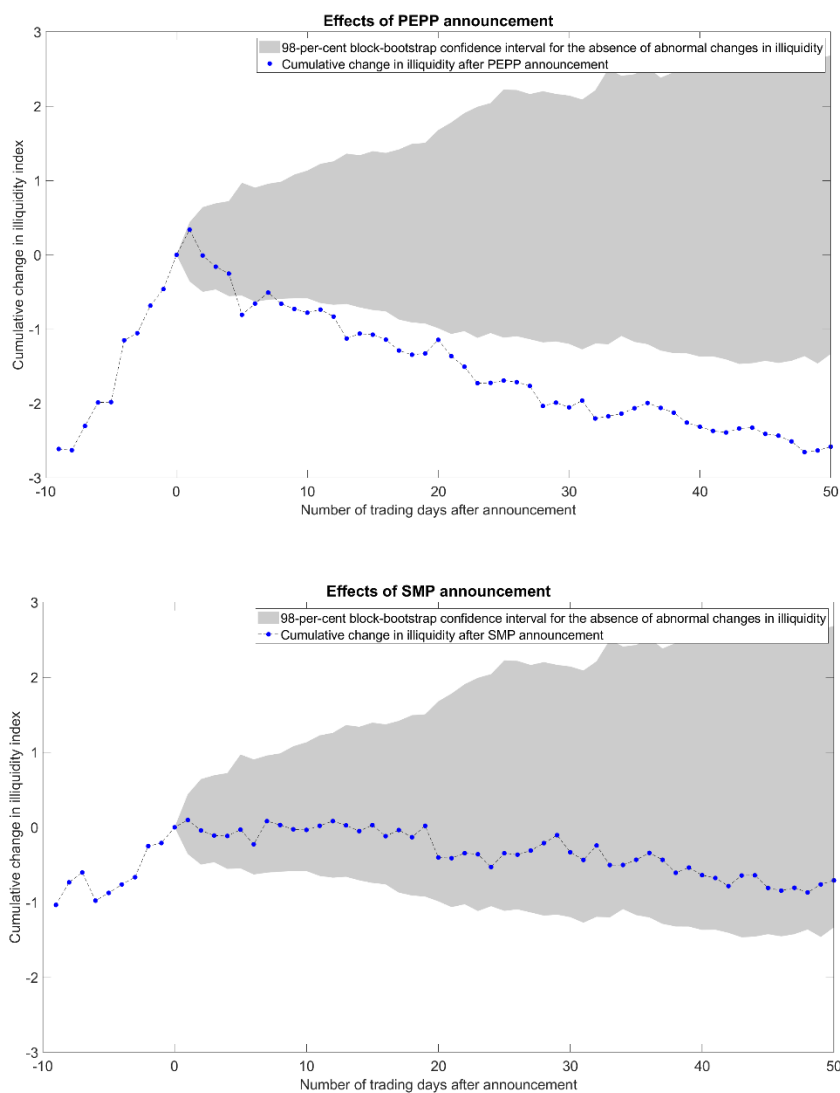 Effects of PEPP announcement
98-per-cent block-bootstrap confidence interval for the absence of abnormal changes in illiquidity
Cumulative change in illiquidity after PEPP announcement
Cumulative change in illiquidity index
3
2
1
0
-1
-2
-3
-10
0
10
20
30
40
50
Number of trading days after announcement
Effects of SMP announcement
98-per-cent block-bootstrap confidence interval for the absence of abnormal changes in illiquidity
Cumulative change in illiquidity after SMP announcement
Cumulative change in illiquidity index
3
2
1
0
-1
-2
-3
-10
0
10
20
30
40
50
Number of trading days after announcement